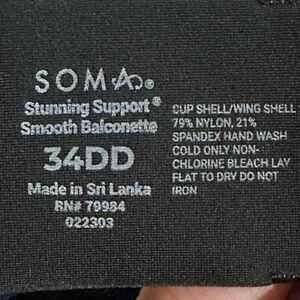 SOMA®
Stunning Support®
Smooth Balconette
34DD
Made in Sri Lanka
RN# 79984
022303
CUP SHELL/WING SHELL
79% NYLON, 21%
SPANDEX HAND WASH
COLD ONLY NON-
CHLORINE BLEACH LAY
FLAT TO DRY DO NOT
IRON